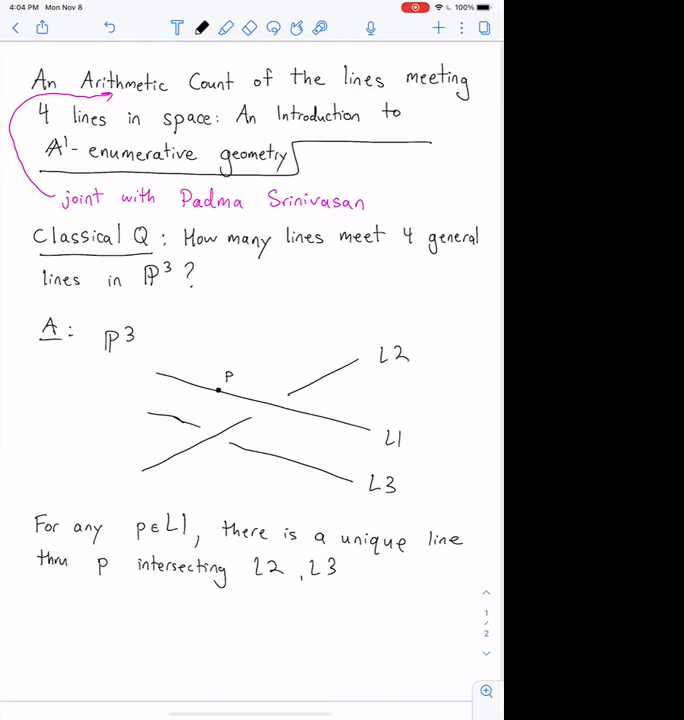 4:04 PM Mon Nov 8
100%
An Arithmetic Count of the lines meeting
4 lines in space: An Introduction to
A¹- enumerative geometry
joint with Padma Srinivasan
Classical Q: How many lines meet 4 general
lines in ℙ³?
A: ℙ³
L2
P
L1
L3
For any p∈L1, there is a unique line
thru p intersecting L2, L3
1
/
2